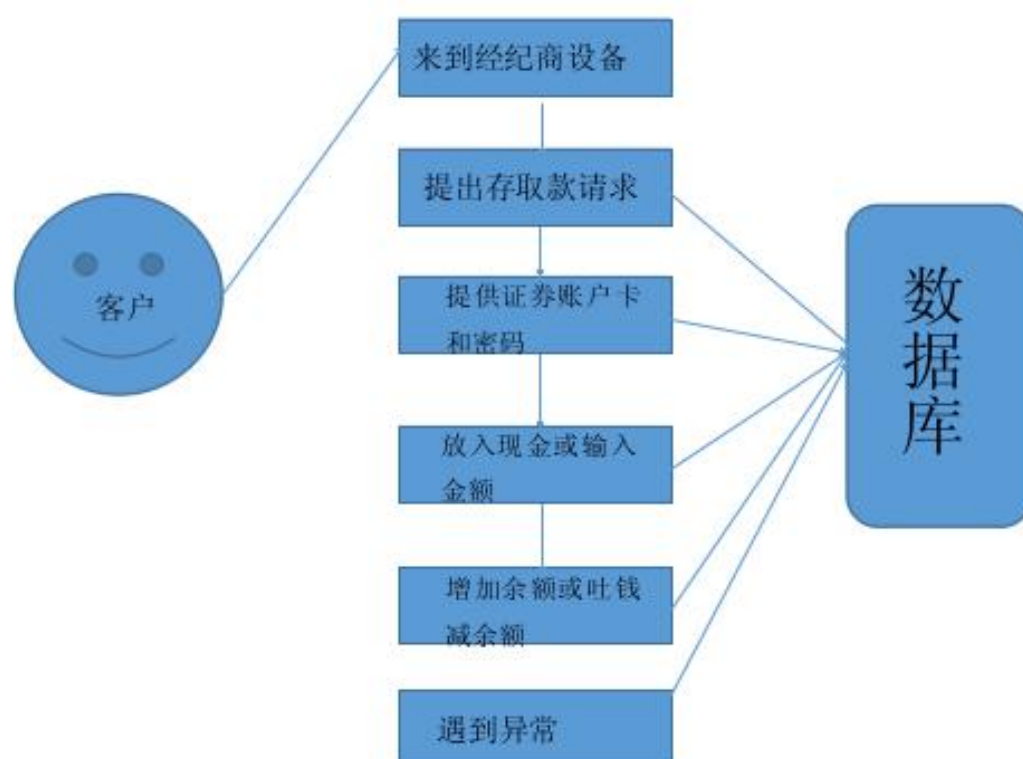 来到经纪商设备
提出存取款请求
客户
提供证券账户卡
和密码
数
据
库
放入现金或输入
金额
增加余额或吐钱
减余额
遇到异常